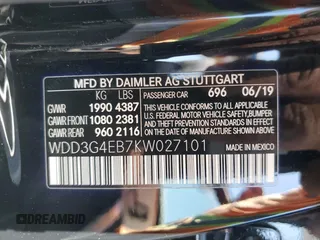 MFD BY DAIMLER AG STUTTGART
KG LBS PASSENGER CAR 696 06/19
GVWR 1990 4387
GAWR FRONT 1080 2381
GAWR REAR 960 2116
THIS VEHICLE CONFORMS TO ALL APPLICABLE U.S. FEDERAL MOTOR VEHICLE SAFETY, BUMPER, AND THEFT PREVENTION STANDARDS IN EFFECT ON THE DATE OF MANUFACTURE SHOWN ABOVE
WDD3G4EB7KW027101
MADE IN MEXICO
DREAMBID